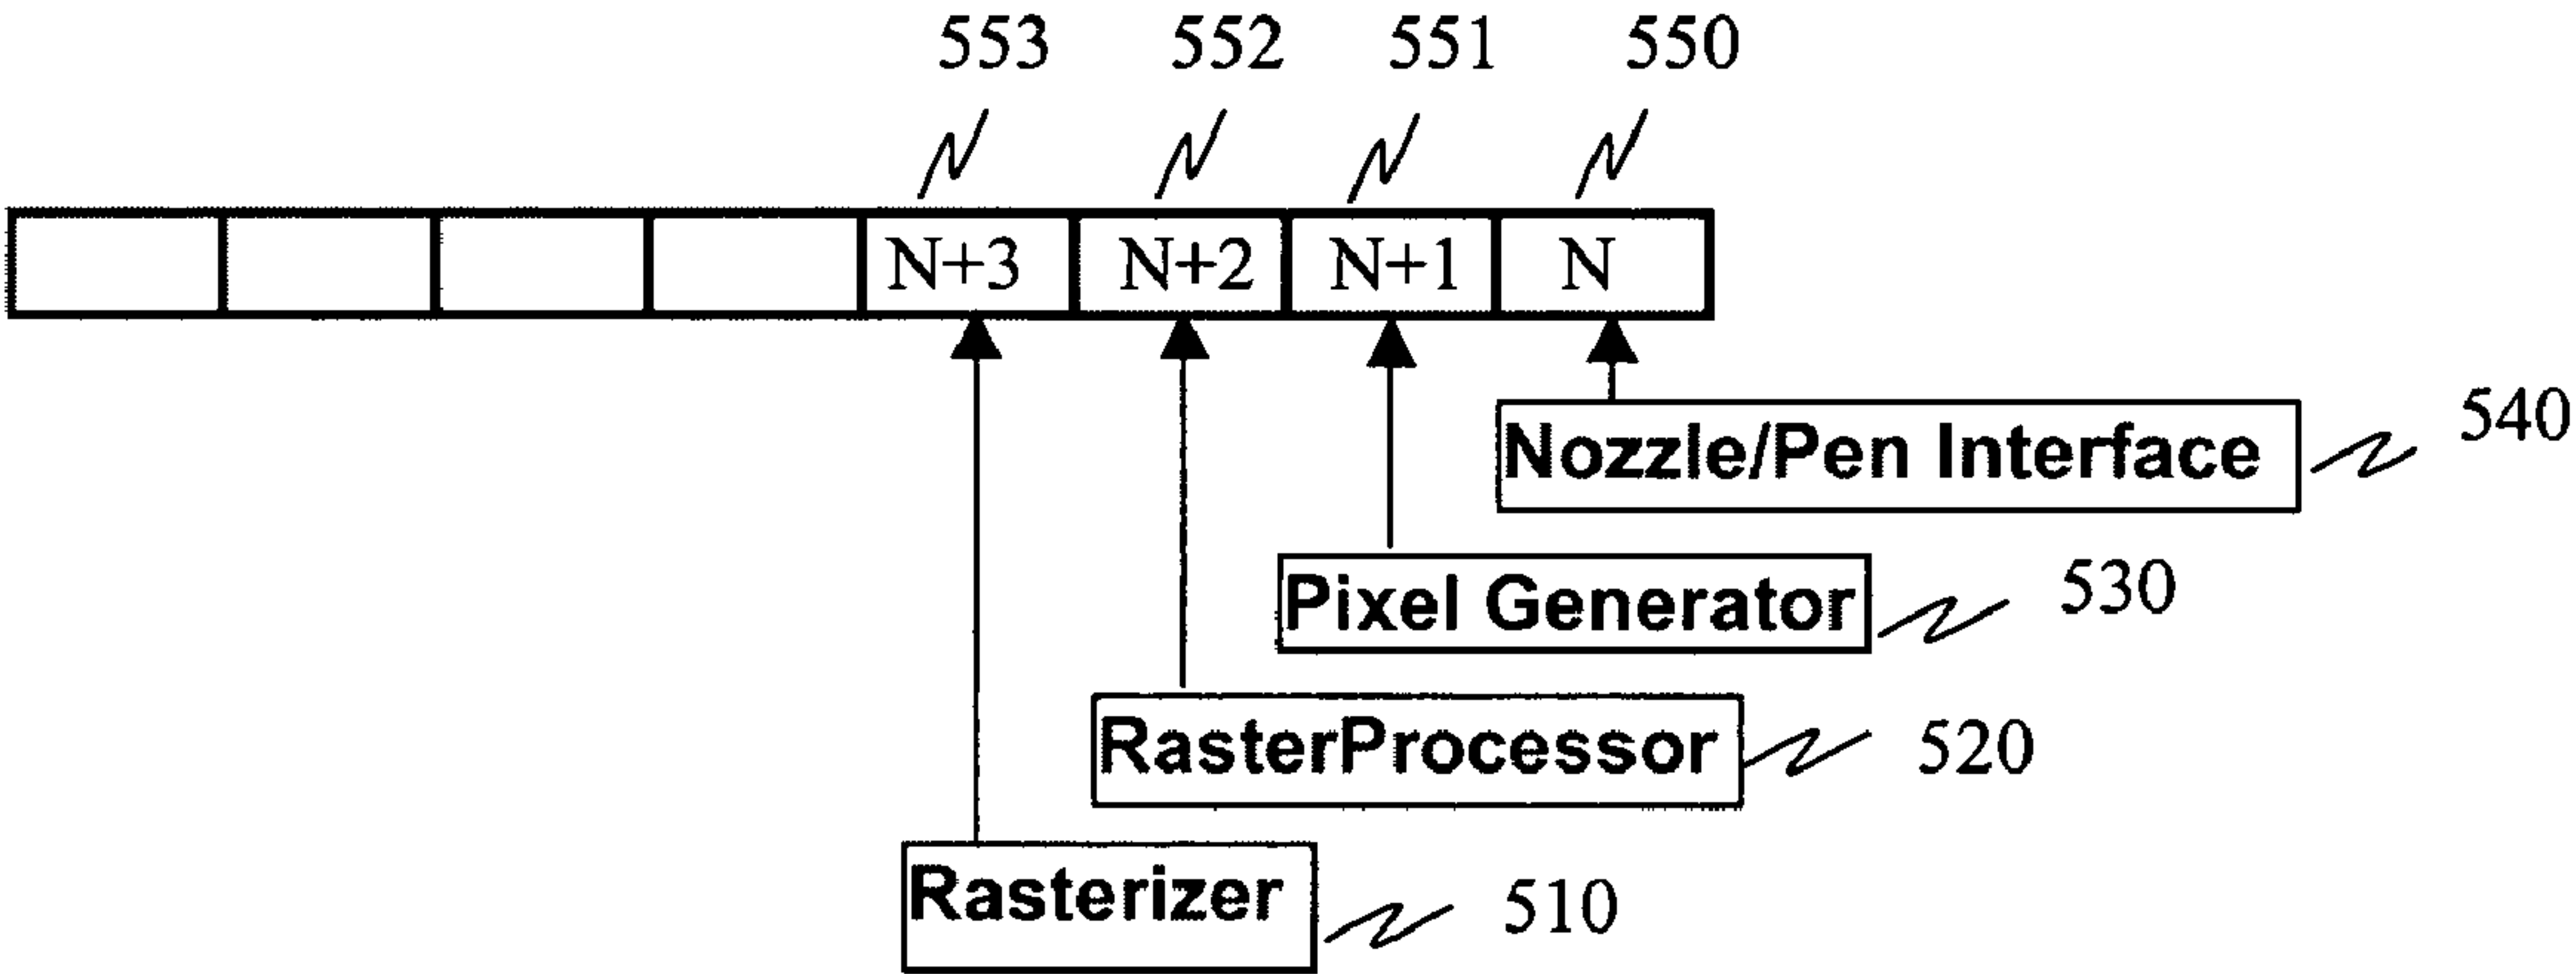 553 552 551 550
N+3 N+2 N+1 N
Nozzle/Pen Interface 540
Pixel Generator 530
RasterProcessor 520
Rasterizer 510